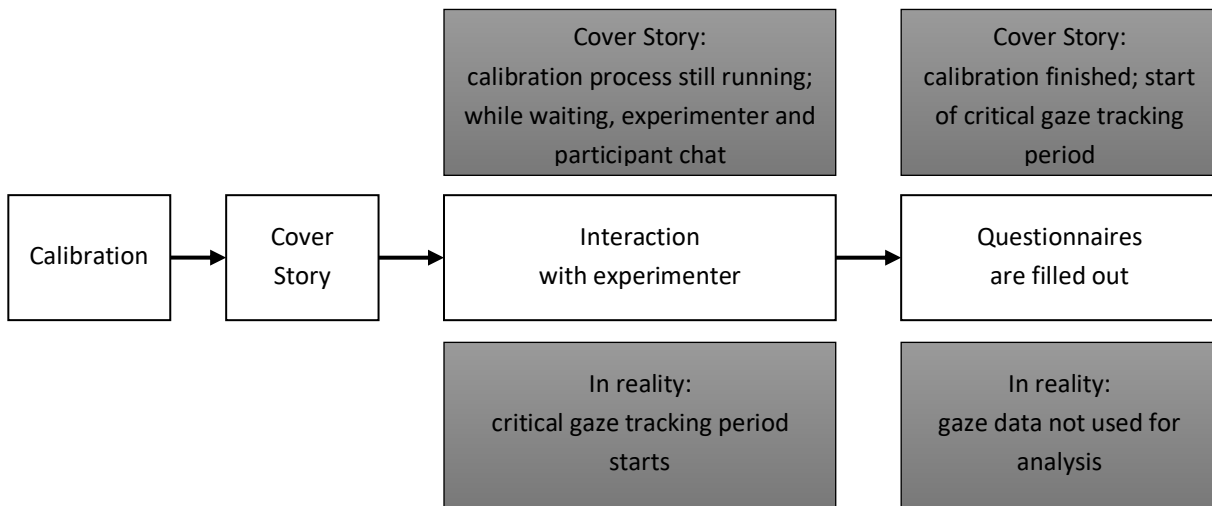 Cover Story:
calibration process still running;
while waiting, experimenter and
participant chat
Cover Story:
calibration finished; start
of critical gaze tracking
period
Calibration
Cover
Story
Interaction
with experimenter
Questionnaires
are filled out
In reality:
critical gaze tracking period
starts
In reality:
gaze data not used for
analysis